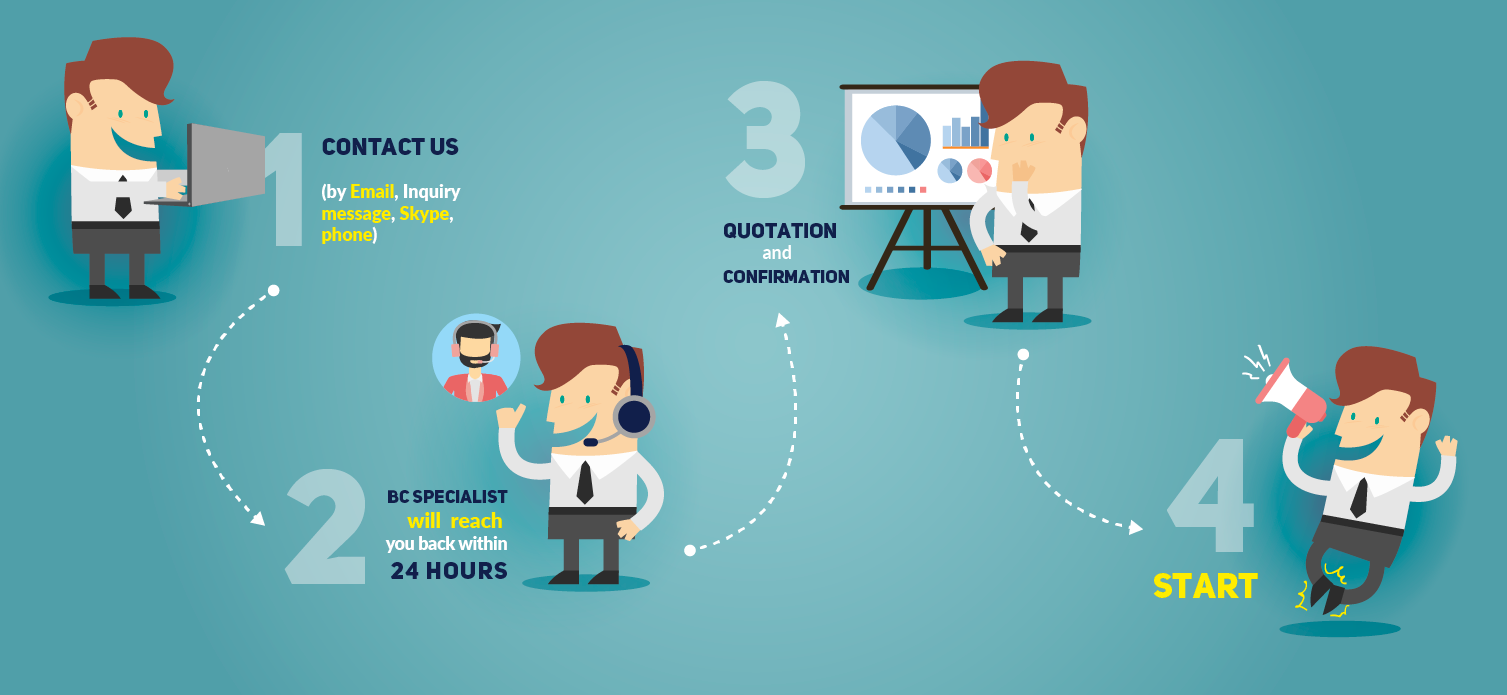 1
CONTACT US
(by Email, Inquiry
message, Skype,
phone)
2
BC SPECIALIST
will reach
you back within
24 HOURS
3
QUOTATION
and
CONFIRMATION
4
START